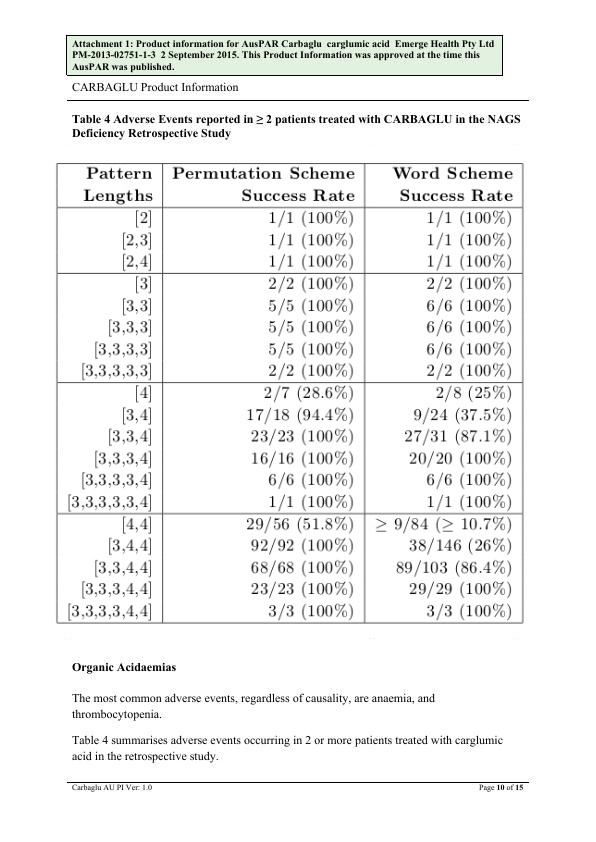 Attachment 1: Product information for AusPAR Carbaglu carglumic acid Emerge Health Pty Ltd
PM-2013-02751-1-3 2 September 2015. This Product Information was approved at the time this
AusPAR was published.
CARBAGLU Product Information
Table 4 Adverse Events reported in ≥ 2 patients treated with CARBAGLU in the NAGS
Deficiency Retrospective Study
Pattern Permutation Scheme Word Scheme
Lengths Success Rate Success Rate
[2] 1/1 (100%) 1/1 (100%)
[2,3] 1/1 (100%) 1/1 (100%)
[2,4] 1/1 (100%) 1/1 (100%)
[3] 2/2 (100%) 2/2 (100%)
[3,3] 5/5 (100%) 6/6 (100%)
[3,3,3] 5/5 (100%) 6/6 (100%)
[3,3,3,3] 5/5 (100%) 6/6 (100%)
[3,3,3,3,3] 2/2 (100%) 2/2 (100%)
[4] 2/7 (28.6%) 2/8 (25%)
[3,4] 17/18 (94.4%) 9/24 (37.5%)
[3,3,4] 23/23 (100%) 27/31 (87.1%)
[3,3,3,4] 16/16 (100%) 20/20 (100%)
[3,3,3,3,4] 6/6 (100%) 6/6 (100%)
[3,3,3,3,3,4] 1/1 (100%) 1/1 (100%)
[4,4] 29/56 (51.8%) ≥ 9/84 (≥ 10.7%)
[3,4,4] 92/92 (100%) 38/146 (26%)
[3,3,4,4] 68/68 (100%) 89/103 (86.4%)
[3,3,3,4,4] 23/23 (100%) 29/29 (100%)
[3,3,3,3,4,4] 3/3 (100%) 3/3 (100%)
Organic Acidaemias
The most common adverse events, regardless of causality, are anaemia, and
thrombocytopenia.
Table 4 summarises adverse events occurring in 2 or more patients treated with carglumic
acid in the retrospective study.
Carbaglu AU PI Ver: 1.0 Page 10 of 15